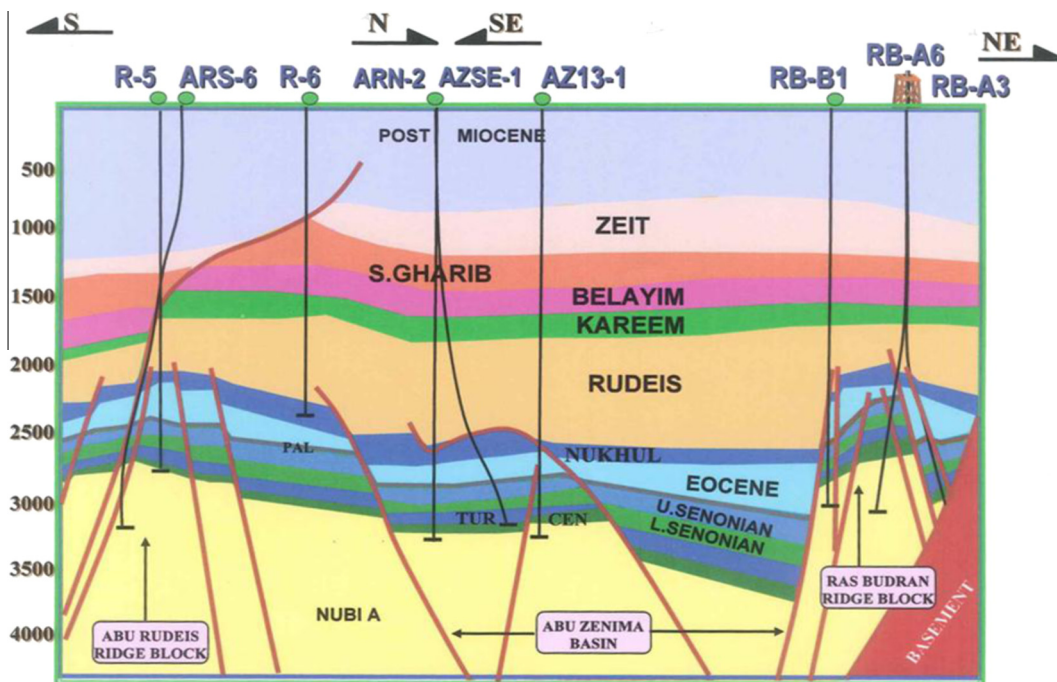 S
N
SE
NE
R-5
ARS-6
R-6
ARN-2
AZSE-1
AZ13-1
RB-B1
RB-A6
RB-A3
POST MIOCENE
500
1000
ZEIT
S.GHARIB
1500
BELAYIM
KAREEM
2000
RUDEIS
2500
PAL
NUKHUL
EOCENE
3000
TUR
CEN
U.SENONIAN
L.SENONIAN
3500
NUBI A
RAS BUDRAN
RIDGE BLOCK
4000
ABU RUDEIS
RIDGE BLOCK
ABU ZENIMA
BASIN
BASEMENT